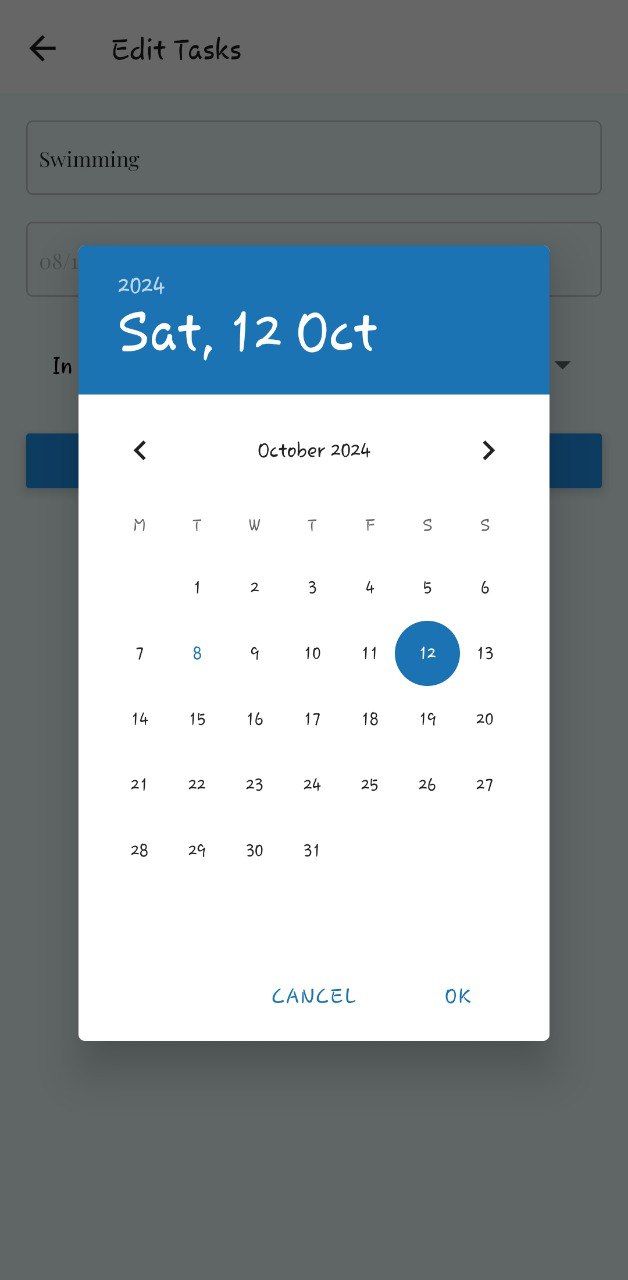 Edit Tasks
Swimming
08/1
In
2024
Sat, 12 Oct
October 2024
M T W T F S S
1 2 3 4 5 6
7 8 9 10 11 12 13
14 15 16 17 18 19 20
21 22 23 24 25 26 27
28 29 30 31
CANCEL OK